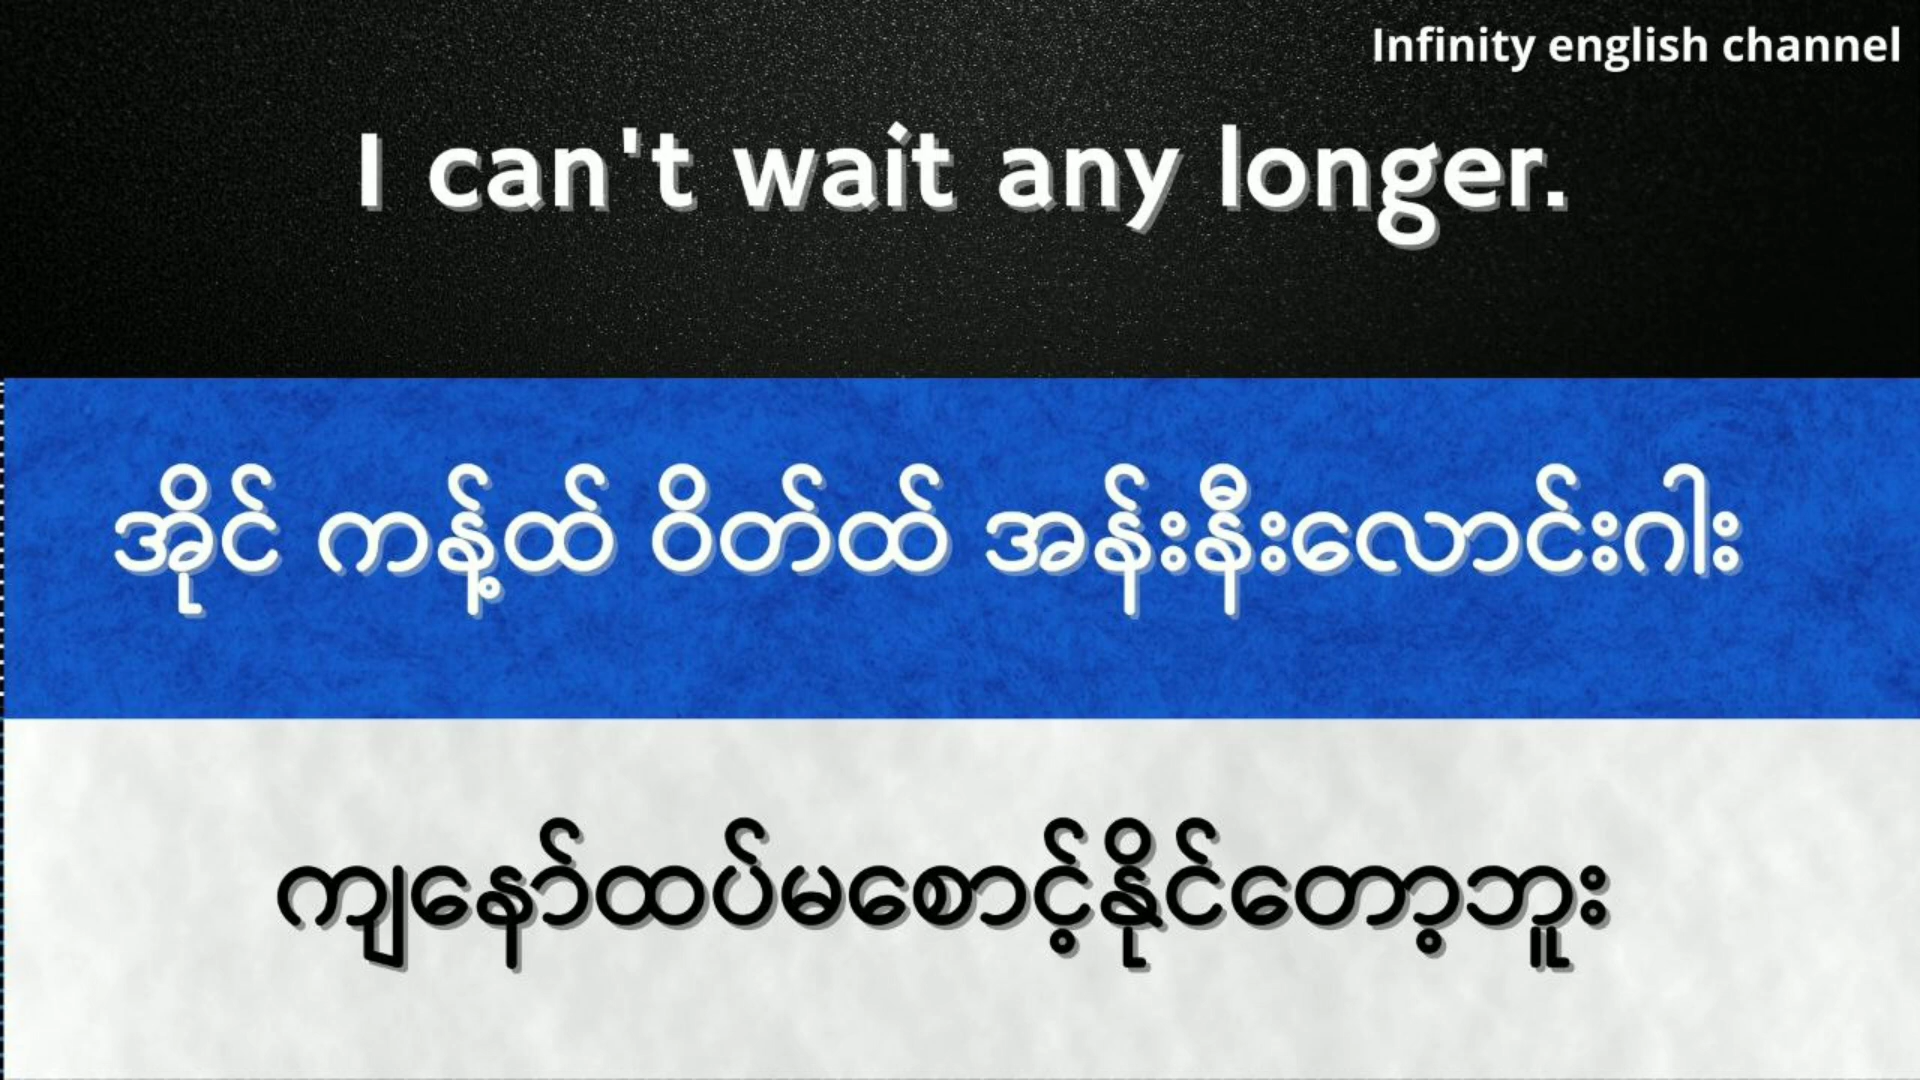 Infinity english channel
I can't wait any longer.
အိုင် ကန့်ထ် ဝိတ်ထ် အန်းနီးလောင်းဂါး
ကျနော်ထပ်မစောင့်နိုင်တော့ဘူး